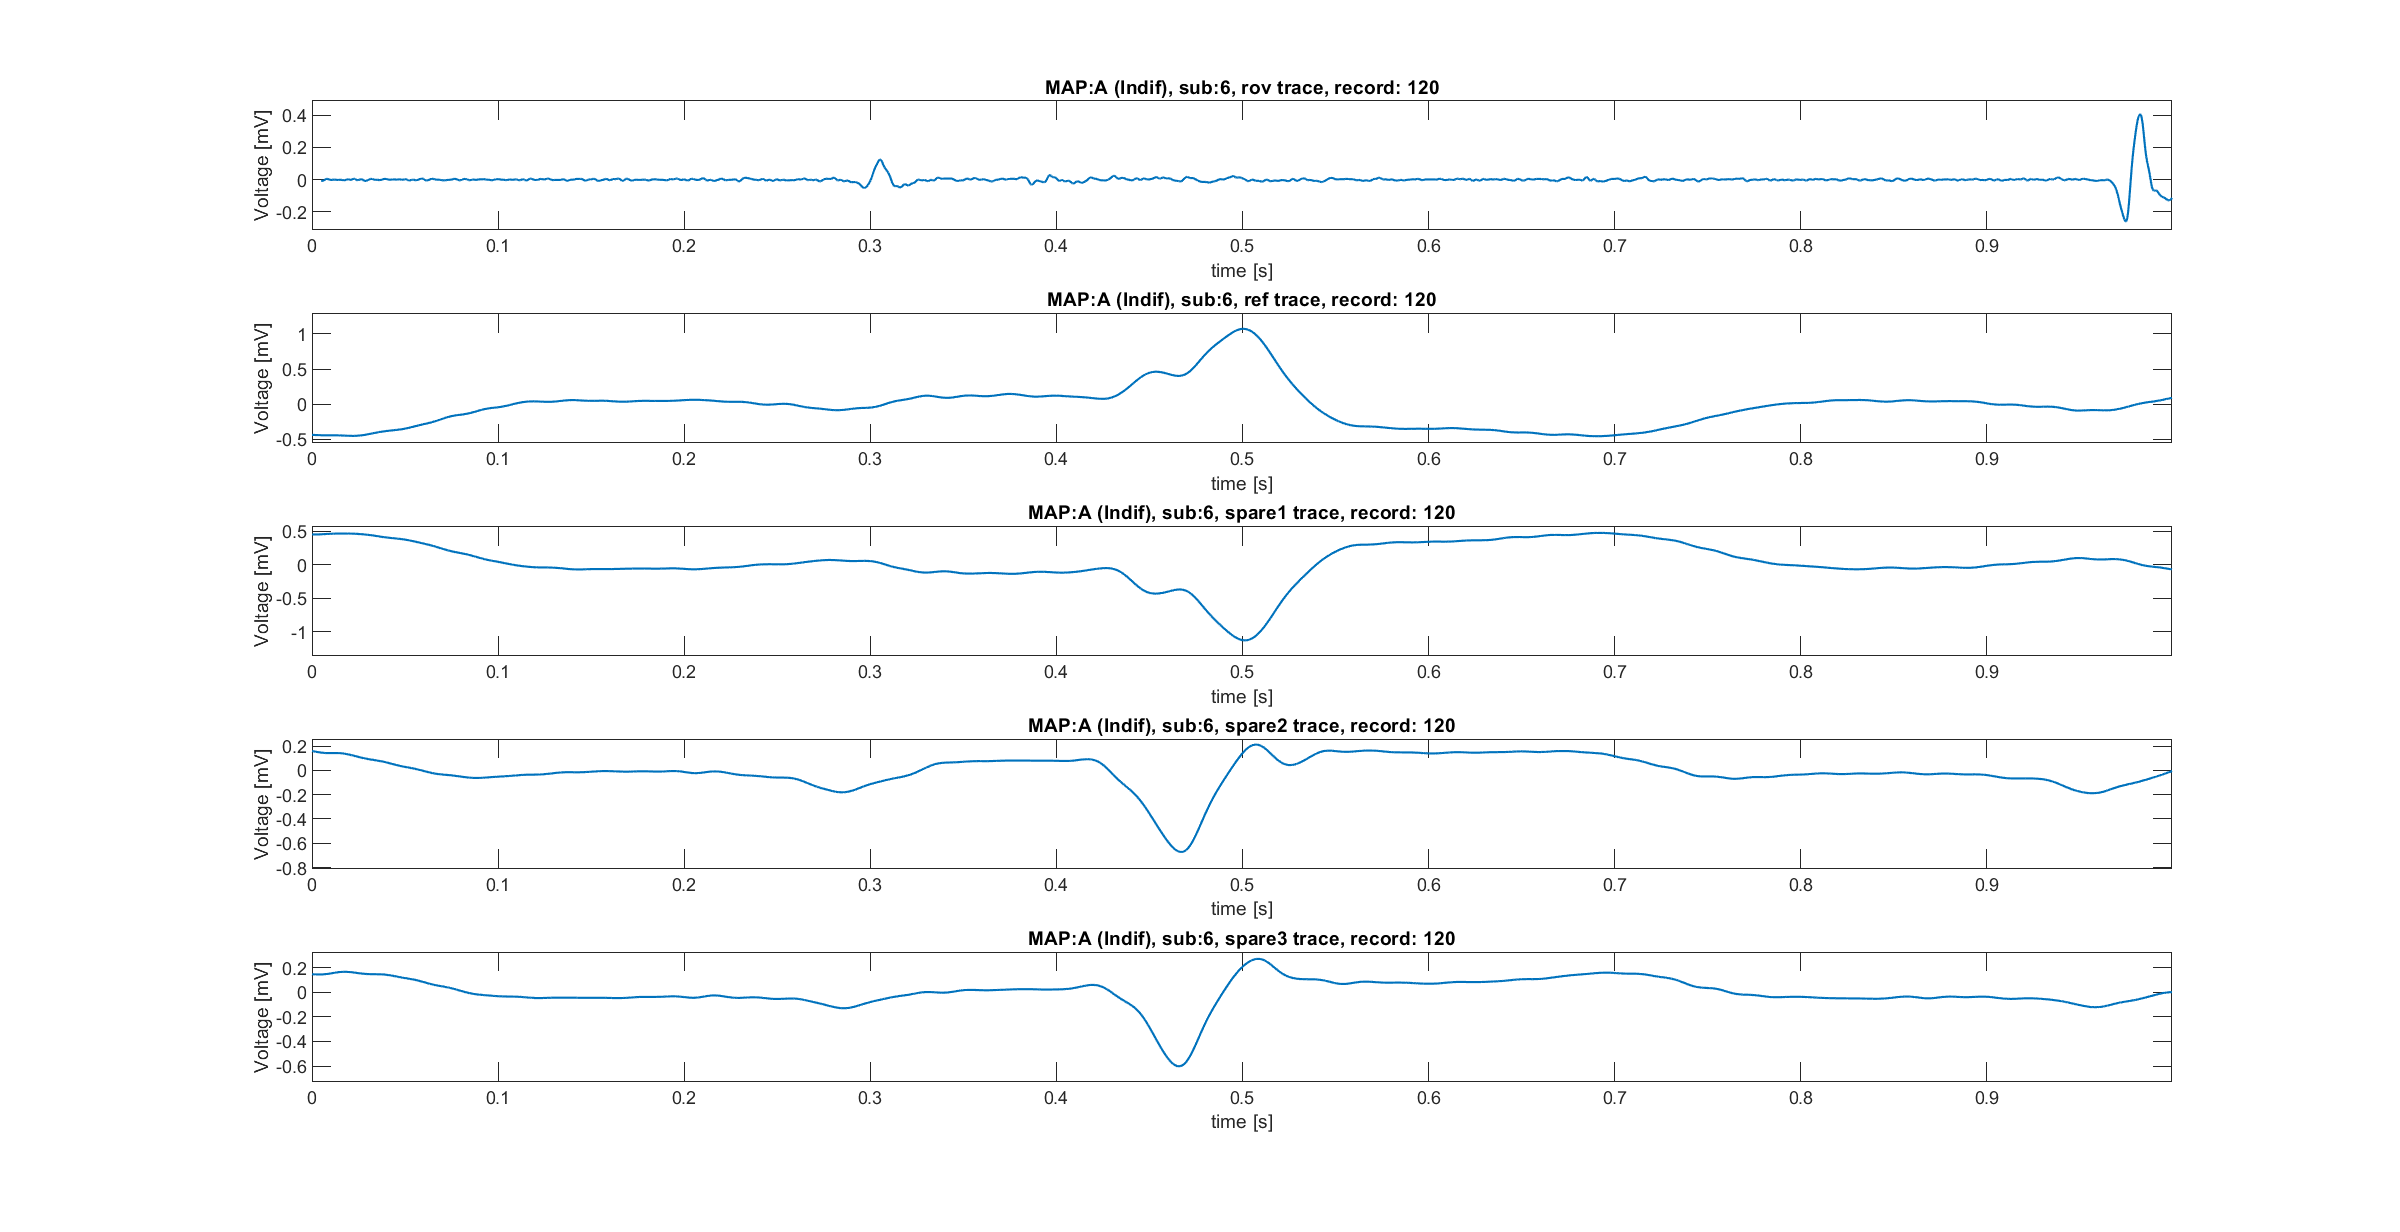 MAP:A (Indif), sub:6, rov trace, record: 120
Voltage [mV]
0.4
0.2
0
-0.2
0 0.1 0.2 0.3 0.4 0.5 0.6 0.7 0.8 0.9
time [s]
MAP:A (Indif), sub:6, ref trace, record: 120
Voltage [mV]
1
0.5
0
-0.5
0 0.1 0.2 0.3 0.4 0.5 0.6 0.7 0.8 0.9
time [s]
MAP:A (Indif), sub:6, spare1 trace, record: 120
Voltage [mV]
0.5
0
-0.5
-1
0 0.1 0.2 0.3 0.4 0.5 0.6 0.7 0.8 0.9
time [s]
MAP:A (Indif), sub:6, spare2 trace, record: 120
Voltage [mV]
0.2
0
-0.2
-0.4
-0.6
-0.8
0 0.1 0.2 0.3 0.4 0.5 0.6 0.7 0.8 0.9
time [s]
MAP:A (Indif), sub:6, spare3 trace, record: 120
Voltage [mV]
0.2
0
-0.2
-0.4
-0.6
0 0.1 0.2 0.3 0.4 0.5 0.6 0.7 0.8 0.9
time [s]